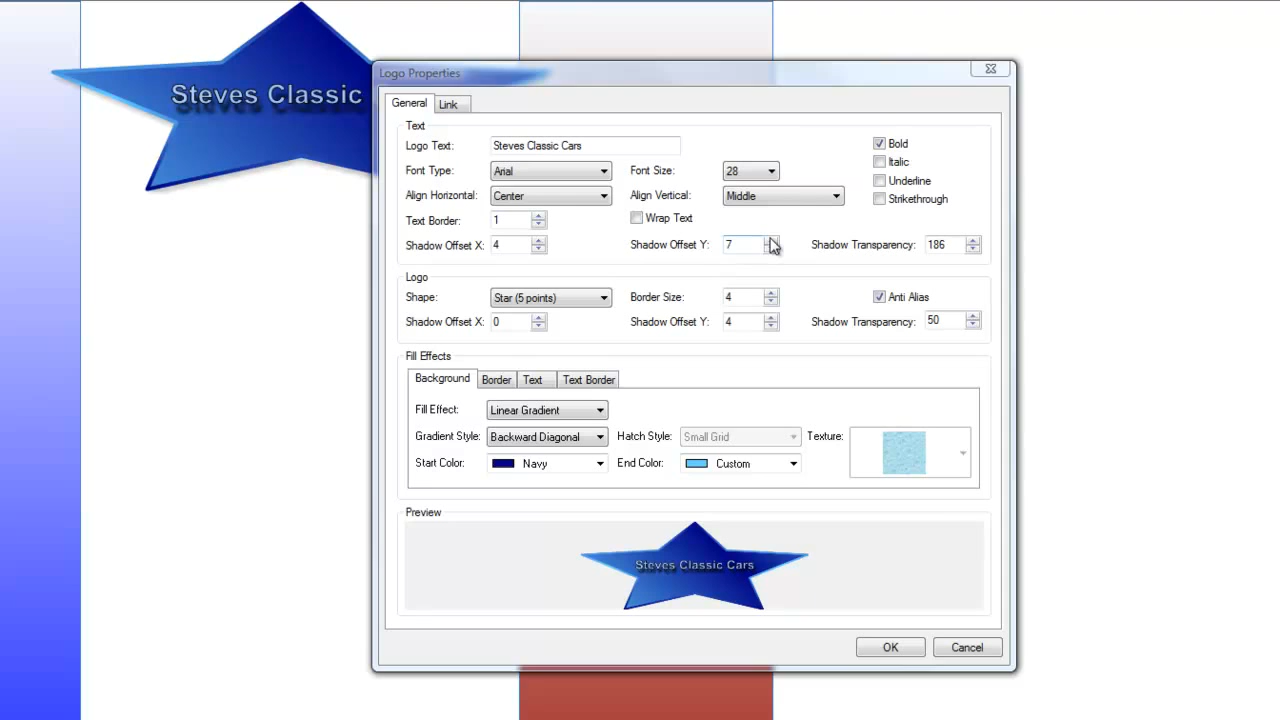 Logo Properties
Steves Classic
General Link
Text
Logo Text: Steves Classic Cars
Bold
Font Type: Arial Font Size: 28
Italic
Underline
Align Horizontal: Center Align Vertical: Middle
Strikethrough
Text Border: 1 Wrap Text
Shadow Offset X: 4 Shadow Offset Y: 7 Shadow Transparency: 186
Logo
Shape: Star (5 points) Border Size: 4 Anti Alias
Shadow Offset X: 0 Shadow Offset Y: 4 Shadow Transparency: 50
Fill Effects
Background Border Text Text Border
Fill Effect: Linear Gradient
Gradient Style: Backward Diagonal Hatch Style: Small Grid Texture:
Start Color: Navy End Color: Custom
Preview
Steves Classic Cars
OK Cancel